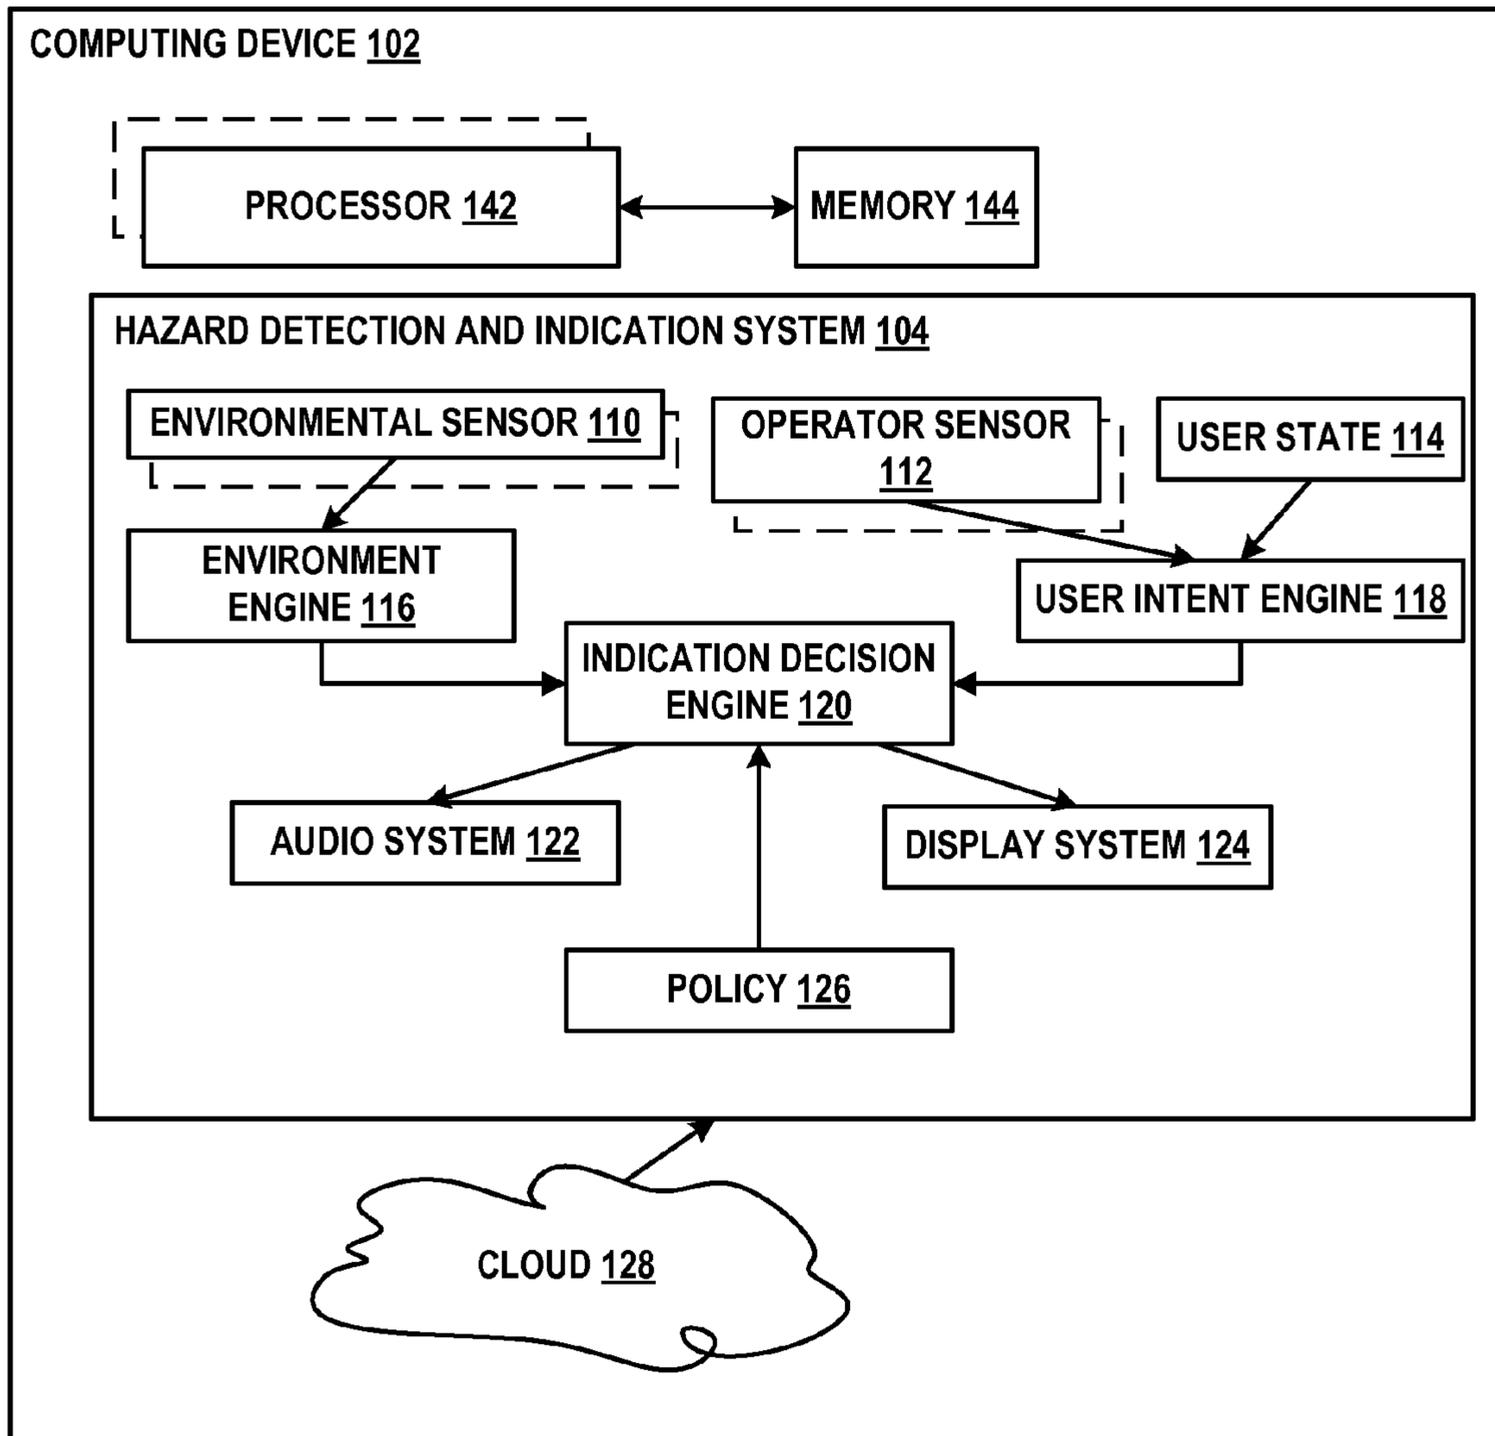 COMPUTING DEVICE 102
PROCESSOR 142
MEMORY 144
HAZARD DETECTION AND INDICATION SYSTEM 104
ENVIRONMENTAL SENSOR 110
OPERATOR SENSOR
112
USER STATE 114
ENVIRONMENT
ENGINE 116
USER INTENT ENGINE 118
INDICATION DECISION
ENGINE 120
AUDIO SYSTEM 122
DISPLAY SYSTEM 124
POLICY 126
CLOUD 128